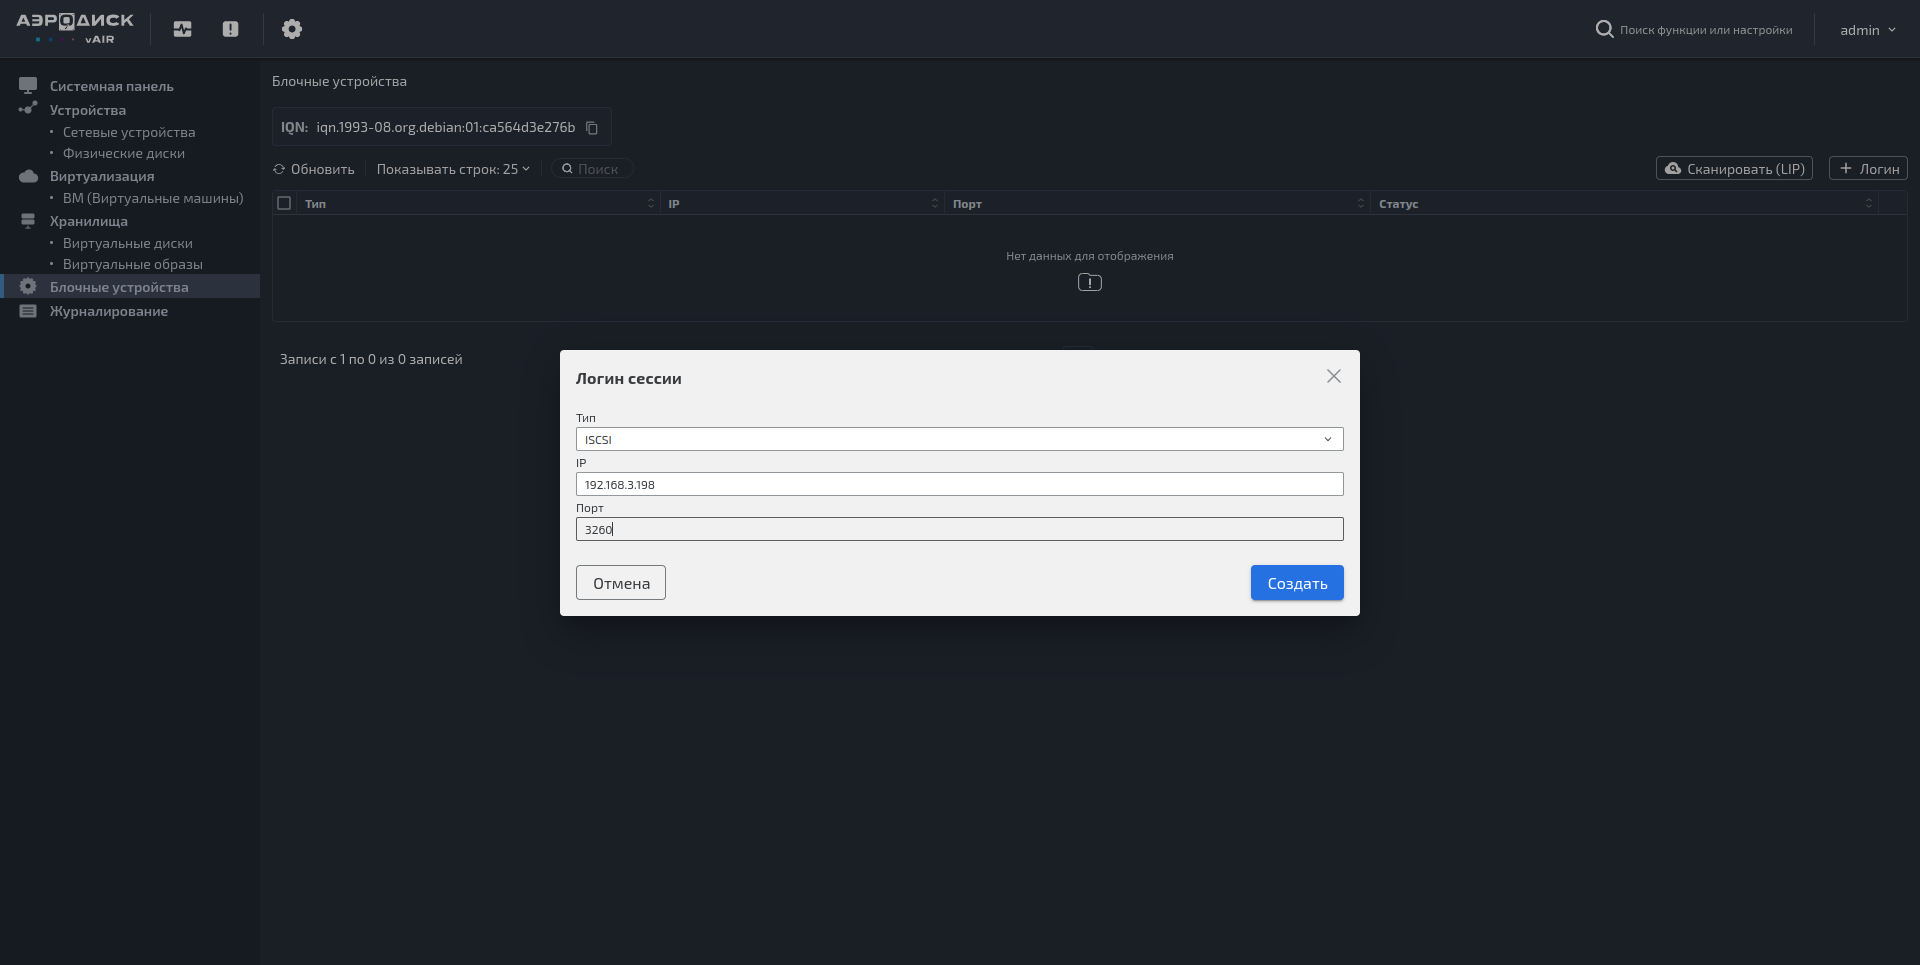 АЭРОДИСК
vAIR
Поиск функции или настройки
admin
Системная панель
Устройства
Сетевые устройства
Физические диски
Виртуализация
ВМ (Виртуальные машины)
Хранилища
Виртуальные диски
Виртуальные образы
Блочные устройства
Журналирование
Блочные устройства
IQN: iqn.1993-08.org.debian:01:ca564d3e276b
Обновить Показывать строк: 25 Поиск Сканировать (LIP) + Логин
Тип IP Порт Статус
Нет данных для отображения
Записи с 1 по 0 из 0 записей
Логин сессии
Тип
ISCSI
IP
192.168.3.198
Порт
3260
Отмена Создать